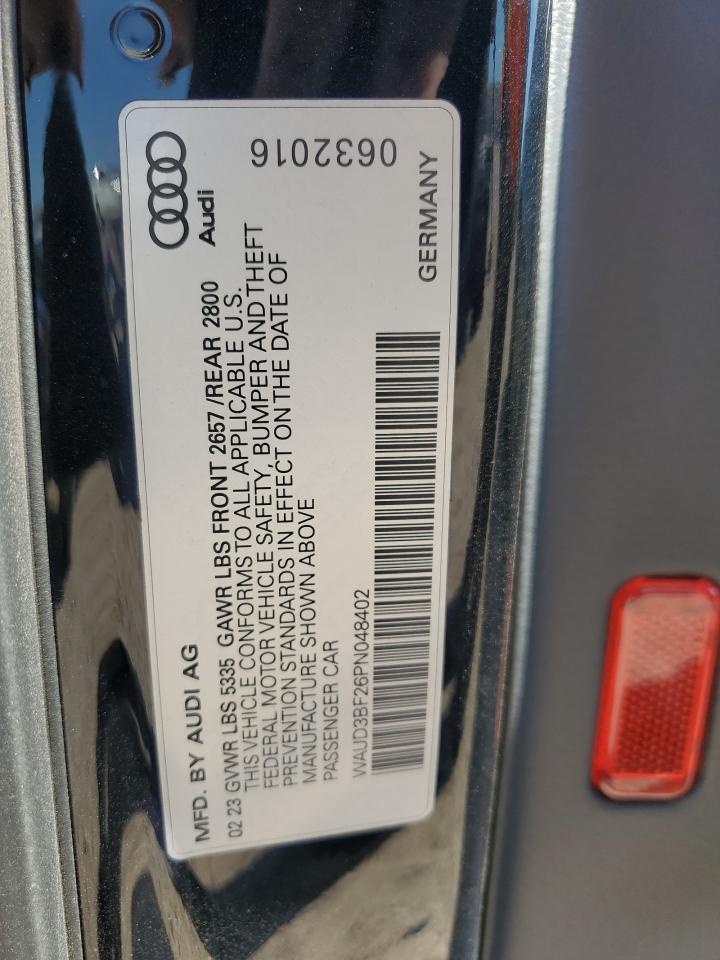 MFD. BY AUDI AG
Audi
02 23 GVWR LBS 5335 GAWR LBS FRONT 2657 /REAR 2800
THIS VEHICLE CONFORMS TO ALL APPLICABLE U.S.
FEDERAL MOTOR VEHICLE SAFETY, BUMPER AND THEFT
PREVENTION STANDARDS IN EFFECT ON THE DATE OF
MANUFACTURE SHOWN ABOVE
PASSENGER CAR
WAUD3BF26PN048402
GERMANY
0632016